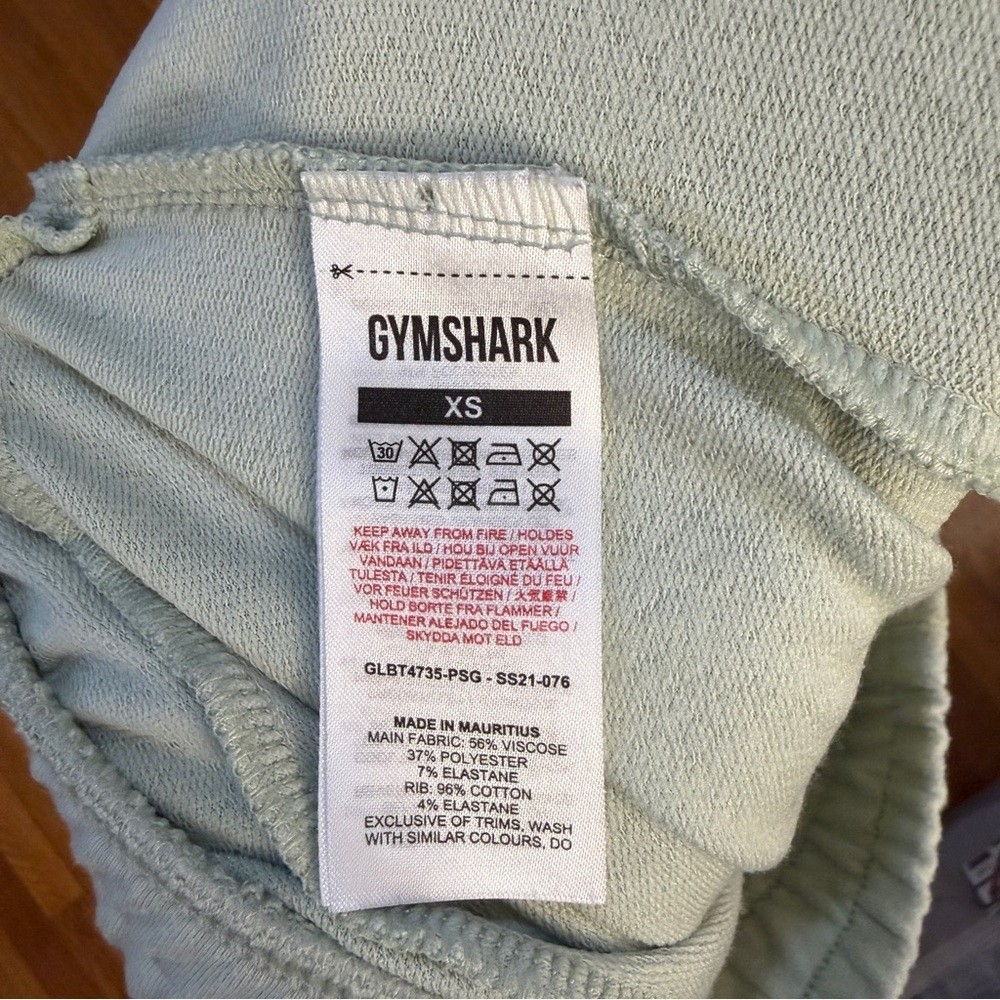 GYMSHARK
XS
30
KEEP AWAY FROM FIRE / HOLDES
VÆK FRA ILD / HOU BIJ OPEN VUUR
VANDAAN / PIDETTÄVÄ ETÄÄLLÄ
TULESTA / TENIR ÉLOIGNÉ DU FEU /
VOR FEUER SCHÜTZEN / 火気厳禁 /
HOLD BORTE FRA FLAMMER /
MANTENER ALEJADO DEL FUEGO /
SKYDDA MOT ELD
GLBT4735-PSG - SS21-076
MADE IN MAURITIUS
MAIN FABRIC: 56% VISCOSE
37% POLYESTER
7% ELASTANE
RIB: 96% COTTON
4% ELASTANE
EXCLUSIVE OF TRIMS, WASH
WITH SIMILAR COLOURS, DO